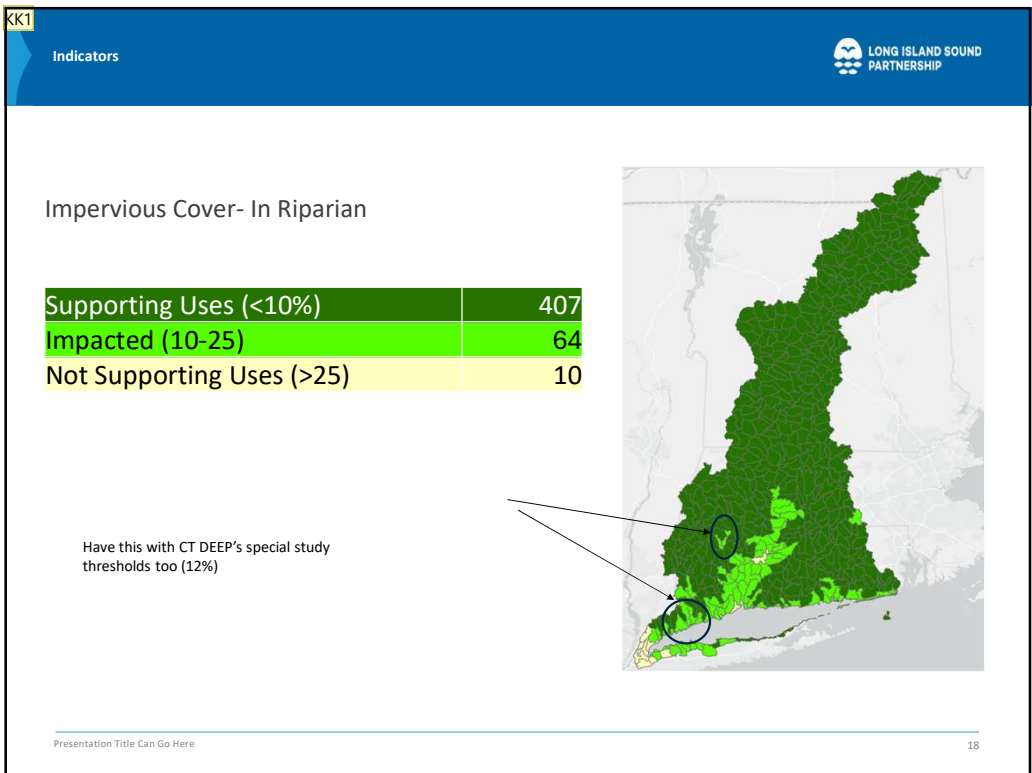 KK1
Indicators
LONG ISLAND SOUND
PARTNERSHIP
Impervious Cover- In Riparian
Supporting Uses (<10%) 407
Impacted (10-25) 64
Not Supporting Uses (>25) 10
Have this with CT DEEP’s special study
thresholds too (12%)
Presentation Title Can Go Here
18